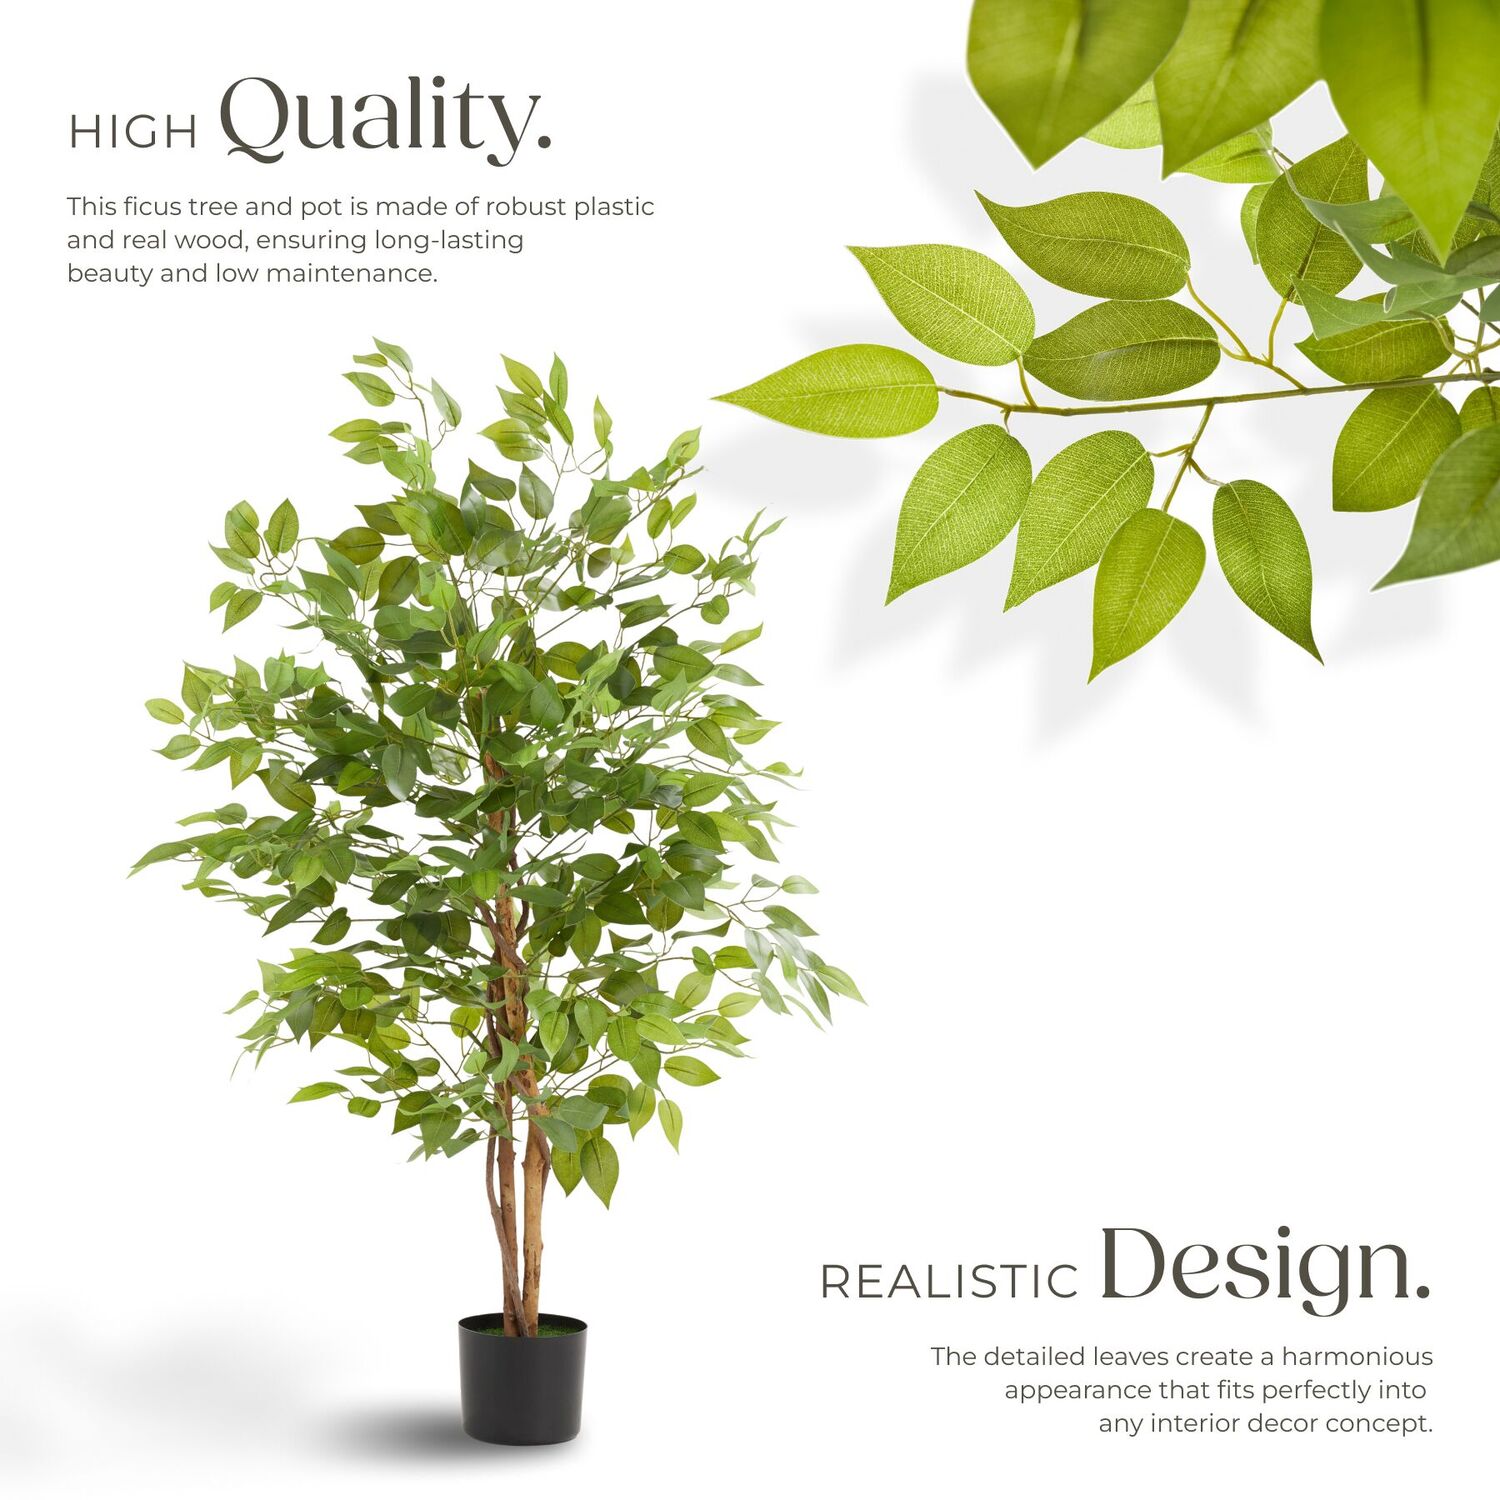 HIGH Quality.
This ficus tree and pot is made of robust plastic
and real wood, ensuring long-lasting
beauty and low maintenance.
REALISTIC Design.
The detailed leaves create a harmonious
appearance that fits perfectly into
any interior decor concept.